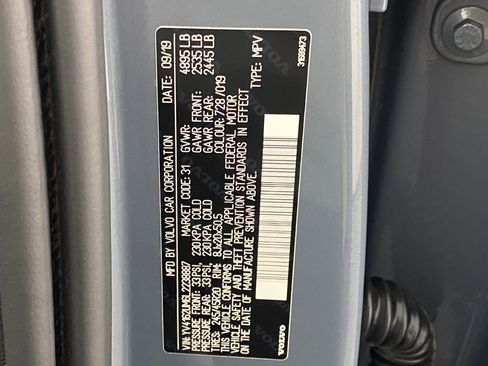 MFD BY VOLVO CAR CORPORATION DATE: 09/19
VIN: GVWR: 4895 LB
MARKET CODE: 31 GAWR FRONT: 2535 LB
PRESSURE FRONT: 33PSI, 230KPA COLD GAWR REAR: 2445 LB
PRESSURE REAR: 33PSI, 230KPA COLD COLOUR: 728 /019
TIRES: 245/45R20 RIM: 8Jx20x50,5
THIS VEHICLE CONFORMS TO ALL APPLICABLE FEDERAL MOTOR
VEHICLE SAFETY AND THEFT PREVENTION STANDARDS IN EFFECT
ON THE DATE OF MANUFACTURE SHOWN ABOVE.
TYPE: MPV
VOLVO
31689473